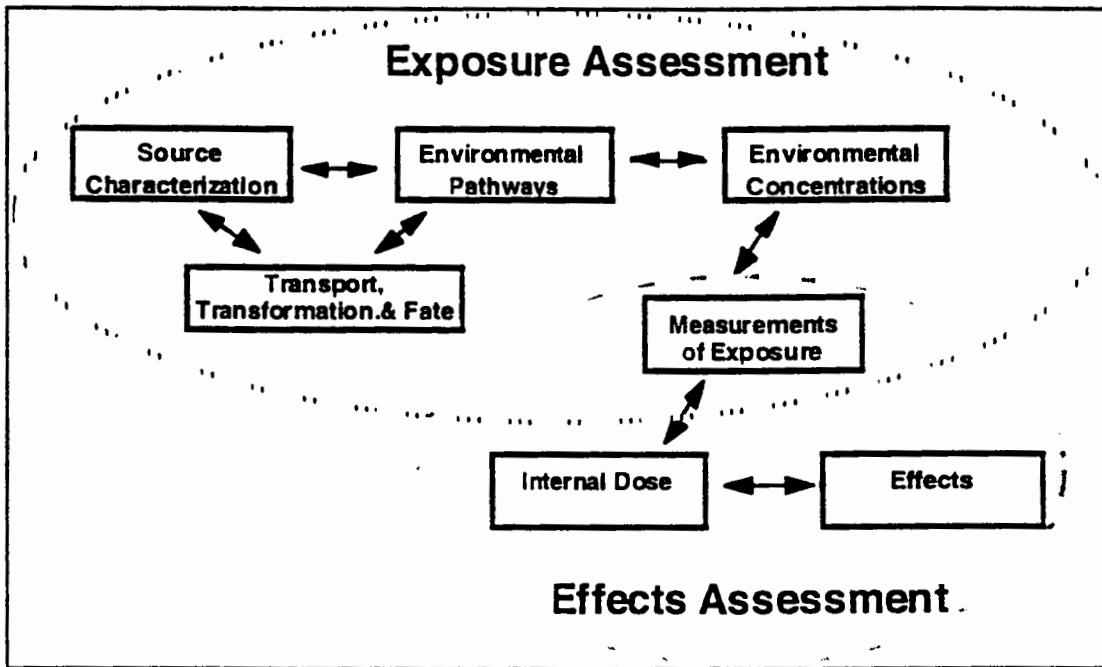 Exposure Assessment
Source
Characterization
Environmental
Pathways
Environmental
Concentrations
Transport,
Transformation.& Fate
Measurements
of Exposure
Internal Dose
Effects
Effects Assessment